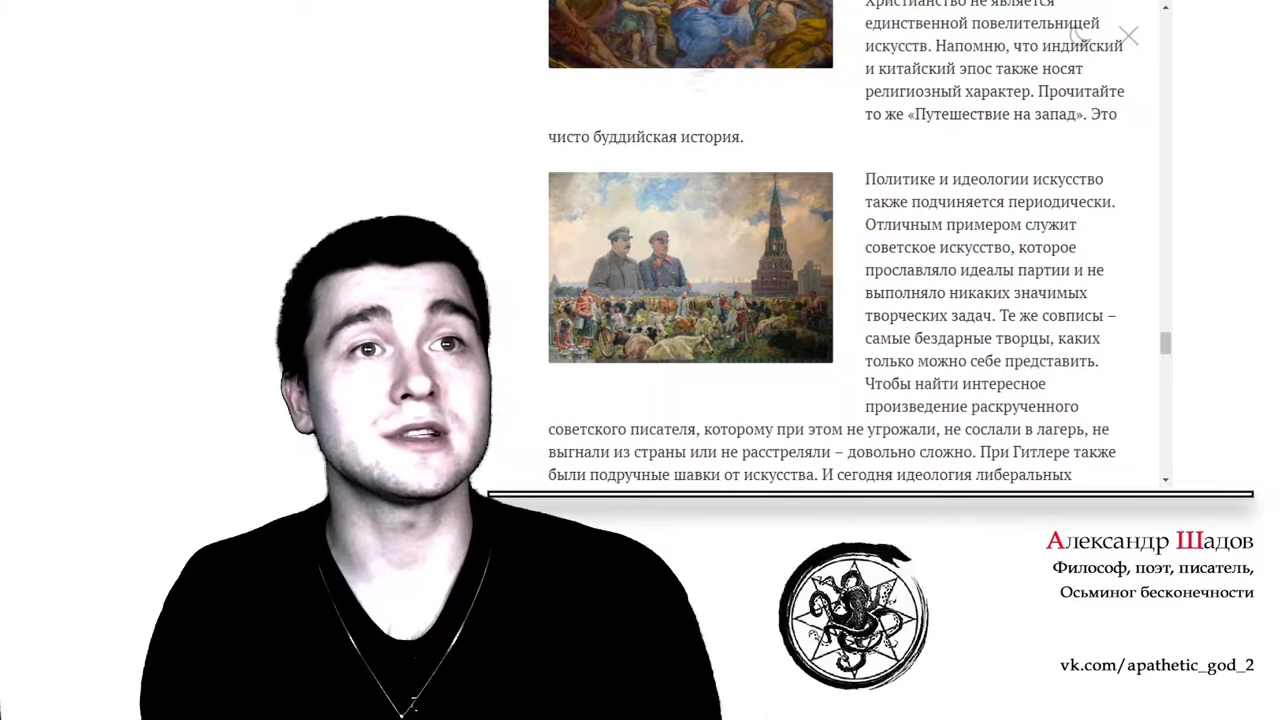 Христианство не является
единственной повелительницей
искусств. Напомню, что индийский
и китайский эпос также носят
религиозный характер. Прочитайте
то же «Путешествие на запад». Это
чисто буддийская история.
Политике и идеологии искусство
также подчиняется периодически.
Отличным примером служит
советское искусство, которое
прославляло идеалы партии и не
выполняло никаких значимых
творческих задач. Те же совписы –
самые бездарные творцы, каких
только можно себе представить.
Чтобы найти интересное
произведение раскрученного
советского писателя, которому при этом не угрожали, не сослали в лагерь, не
выгнали из страны или не расстреляли – довольно сложно. При Гитлере также
были подручные шавки от искусства. И сегодня идеология либеральных
Александр Шадов
Философ, поэт, писатель,
Осьминог бесконечности
vk.com/apathetic_god_2